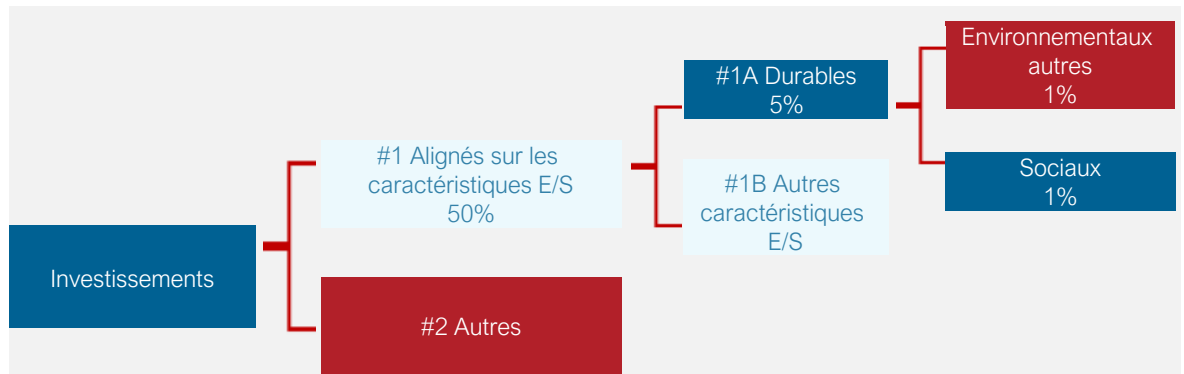 Investissements
#1 Alignés sur les
caractéristiques E/S
50%
#2 Autres
#1A Durables
5%
#1B Autres
caractéristiques
E/S
Environnementaux
autres
1%
Sociaux
1%